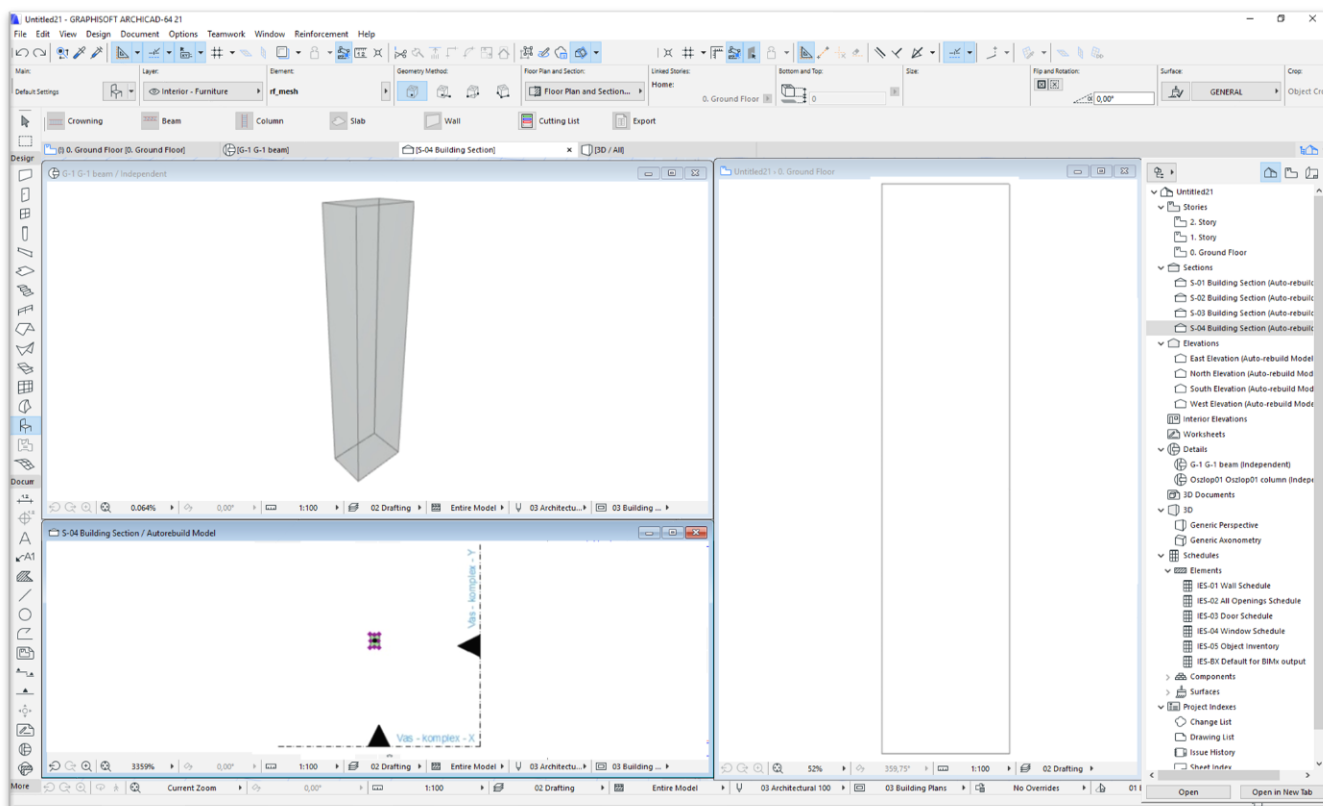 Untitled21 - GRAPHISOFT ARCHICAD-64 21
File Edit View Design Document Options Teamwork Window Reinforcement Help
Main: Layer: Element: Geometry Method: Floor Plan and Section: Linked Stories: Bottom and Top: Size: Flip and Rotation: Surface: Crop:
Home:
Default Settings Interior - Furniture rf_mesh Floor Plan and Section... 0. Ground Floor 0 0,00° GENERAL Object Cr
Crowning Beam Column Slab Wall Cutting List Export
(!) 0. Ground Floor [0. Ground Floor] [G-1 G-1 beam] [S-04 Building Section] [3D / All]
Design
G-1 G-1 beam / Independent
0.064% 0,00° 1:100 02 Drafting Entire Model 03 Architectu... 03 Building ...
Docum
A1
More
S-04 Building Section / Autorebuild Model
Vas - komplex - Y
Vas - komplex - X
3359% 0,00° 1:100 02 Drafting Entire Model 03 Architectu... 03 Building ...
Untitled21 - 0. Ground Floor
52% 359,75° 1:100 02 Drafting
Untitled21
Stories
2. Story
1. Story
0. Ground Floor
Sections
S-01 Building Section (Auto-rebuild
S-02 Building Section (Auto-rebuild
S-03 Building Section (Auto-rebuild
S-04 Building Section (Auto-rebuild
Elevations
East Elevation (Auto-rebuild Model
North Elevation (Auto-rebuild Mod
South Elevation (Auto-rebuild Mod
West Elevation (Auto-rebuild Mode
Interior Elevations
Worksheets
Details
G-1 G-1 beam (Independent)
Oszlop01 Oszlop01 column (Indepe
3D Documents
3D
Generic Perspective
Generic Axonometry
Schedules
Elements
IES-01 Wall Schedule
IES-02 All Openings Schedule
IES-03 Door Schedule
IES-04 Window Schedule
IES-05 Object Inventory
IES-BX Default for BIMx output
Components
Surfaces
Project Indexes
Change List
Drawing List
Issue History
Sheet Index
Open Open in New Tab
Current Zoom 0,00° 1:100 02 Drafting Entire Model 03 Architectural 100 03 Building Plans No Overrides 01 E